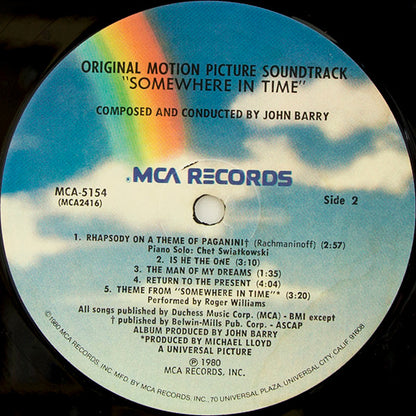 ORIGINAL MOTION PICTURE SOUNDTRACK
"SOMEWHERE IN TIME"
COMPOSED AND CONDUCTED BY JOHN BARRY
MCA RECORDS
MCA-5154
(MCA2416)
Side 2
1. RHAPSODY ON A THEME OF PAGANINI† (Rachmaninoff) (2:57)
Piano Solo: Chet Swiatkowski
2. IS HE THE ONE (3:10)
3. THE MAN OF MY DREAMS (1:35)
4. RETURN TO THE PRESENT (4:04)
5. THEME FROM "SOMEWHERE IN TIME"* (3:20)
Performed by Roger Williams
All songs published by Duchess Music Corp. (MCA) - BMI except
† published by Belwin-Mills Pub. Corp. - ASCAP
ALBUM PRODUCED BY JOHN BARRY
*PRODUCED BY MICHAEL LLOYD
A UNIVERSAL PICTURE
℗ 1980
MCA RECORDS, INC.
©1980 MCA RECORDS, INC. MFD. BY MCA RECORDS, INC., 70 UNIVERSAL PLAZA, UNIVERSAL CITY, CALIF. 91608